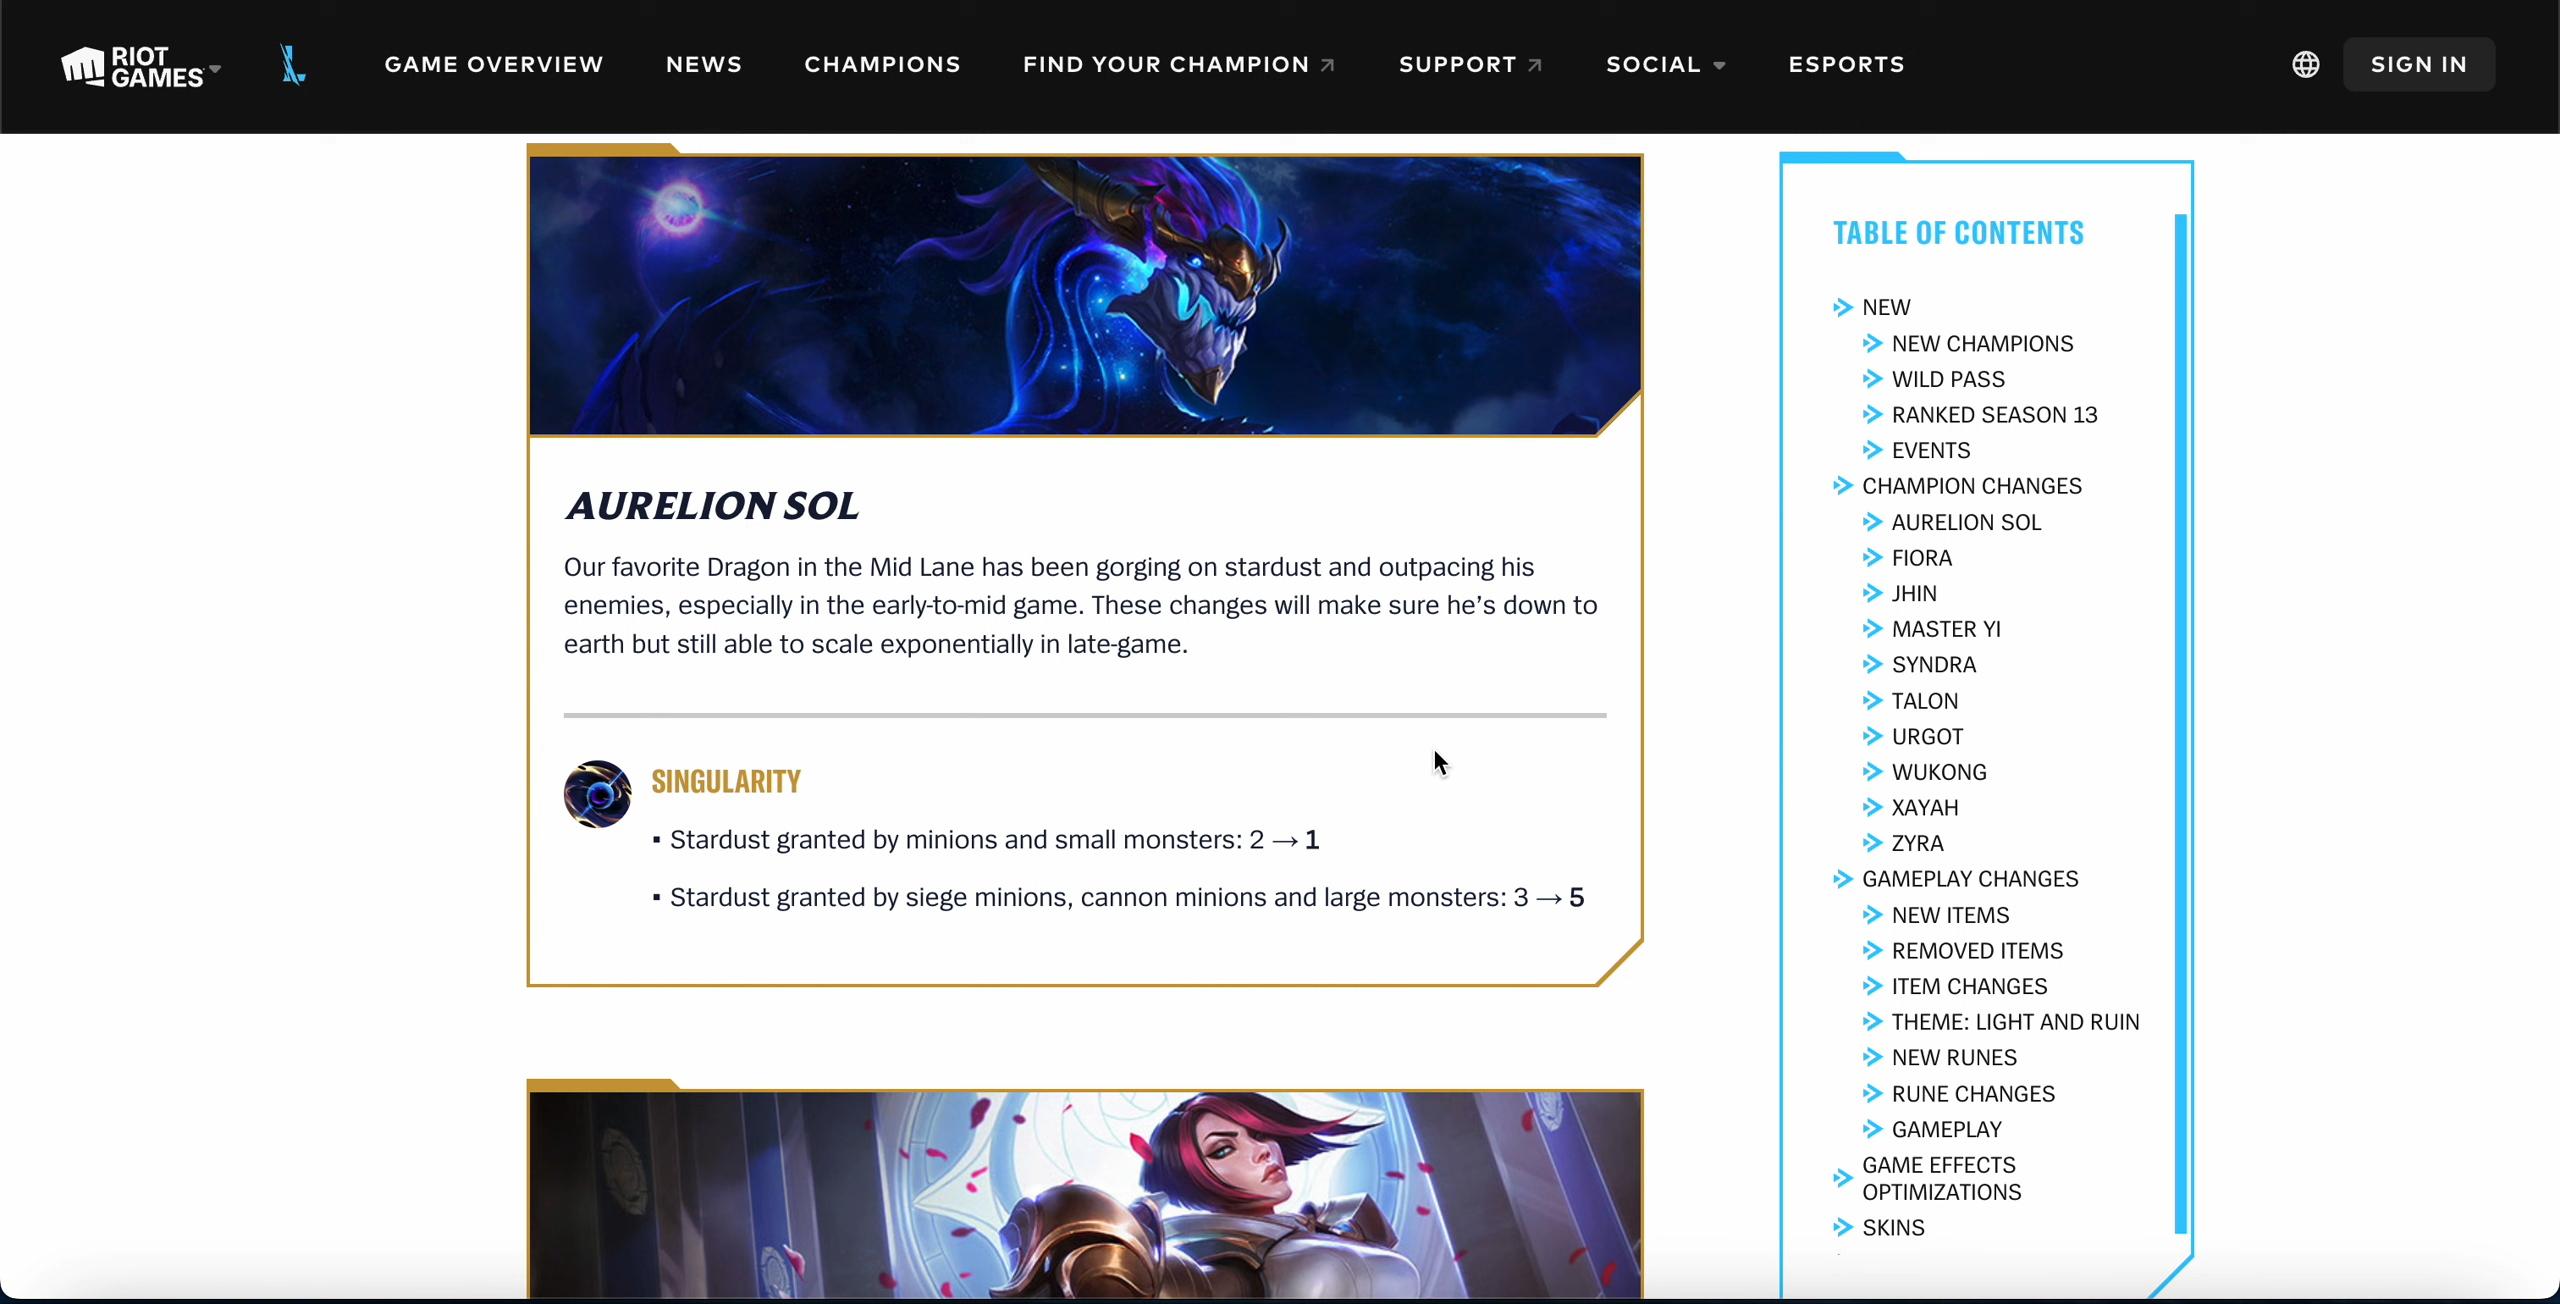 RIOT
GAMES
GAME OVERVIEW
NEWS
CHAMPIONS
FIND YOUR CHAMPION
SUPPORT
SOCIAL
ESPORTS
SIGN IN
AURELION SOL
Our favorite Dragon in the Mid Lane has been gorging on stardust and outpacing his
enemies, especially in the early-to-mid game. These changes will make sure he’s down to
earth but still able to scale exponentially in late-game.
SINGULARITY
▪ Stardust granted by minions and small monsters: 2 → 1
▪ Stardust granted by siege minions, cannon minions and large monsters: 3 → 5
TABLE OF CONTENTS
NEW
NEW CHAMPIONS
WILD PASS
RANKED SEASON 13
EVENTS
CHAMPION CHANGES
AURELION SOL
FIORA
JHIN
MASTER YI
SYNDRA
TALON
URGOT
WUKONG
XAYAH
ZYRA
GAMEPLAY CHANGES
NEW ITEMS
REMOVED ITEMS
ITEM CHANGES
THEME: LIGHT AND RUIN
NEW RUNES
RUNE CHANGES
GAMEPLAY
GAME EFFECTS
OPTIMIZATIONS
SKINS